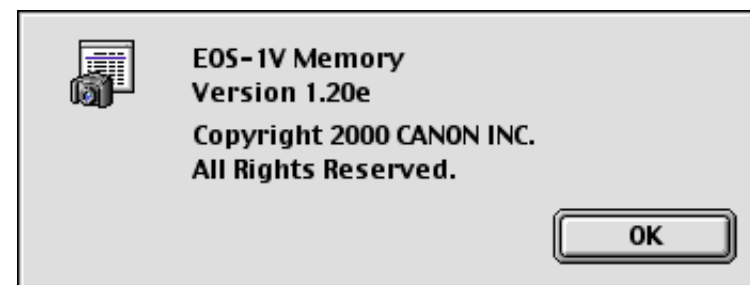 EOS-1V Memory
Version 1.20e
Copyright 2000 CANON INC.
All Rights Reserved.
OK